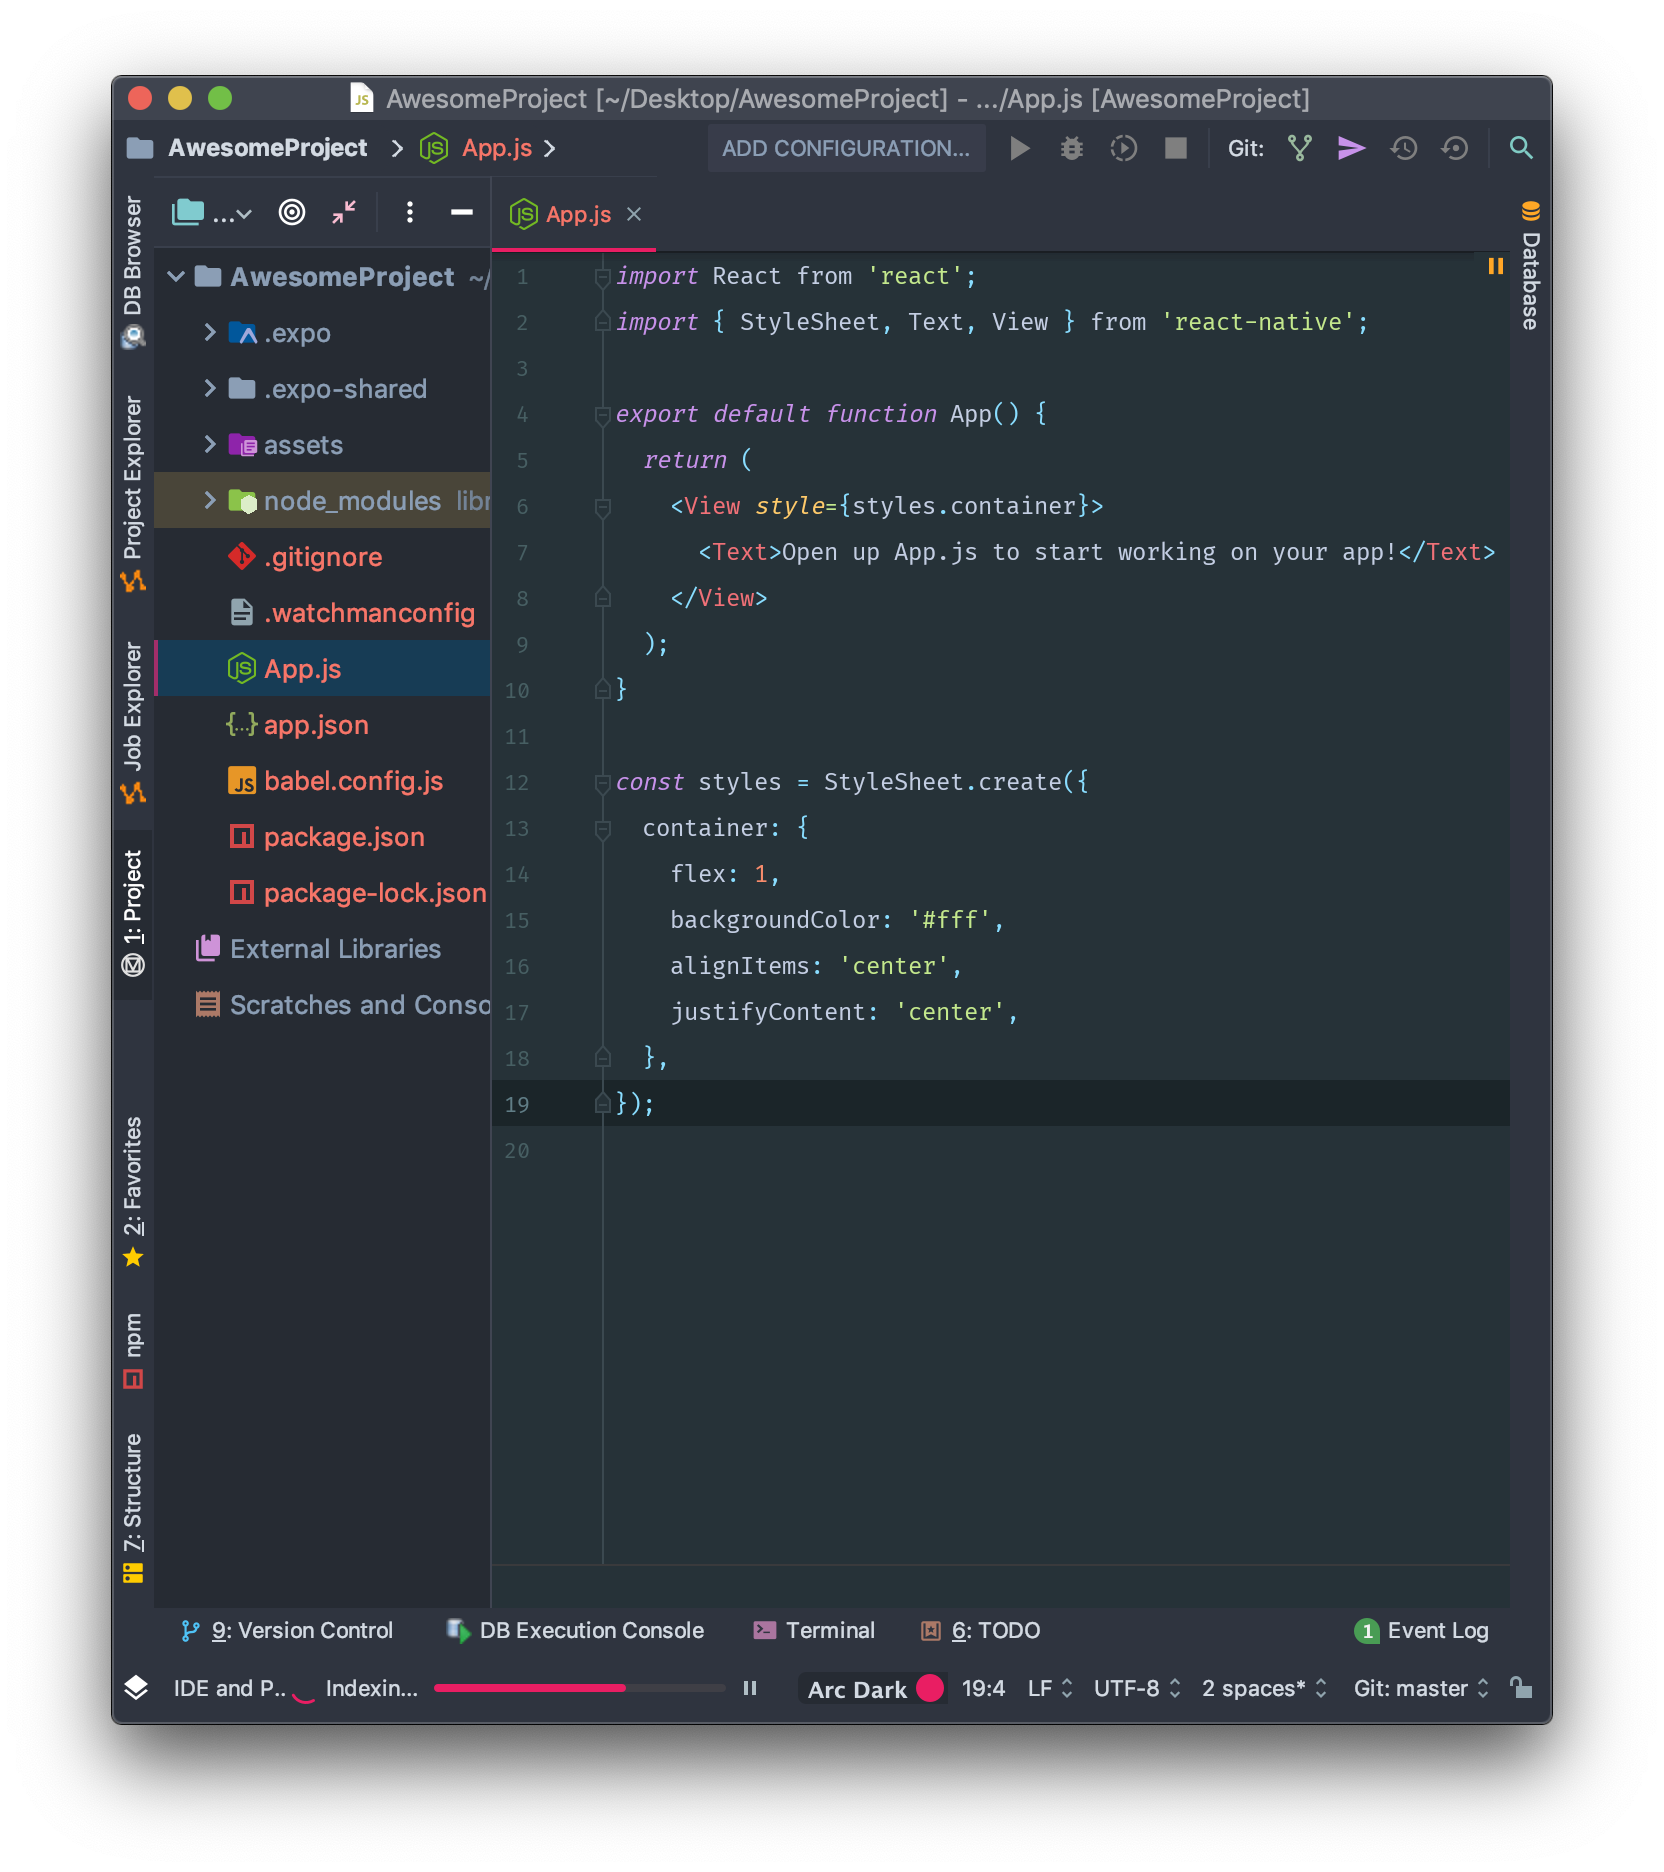 AwesomeProject [~/Desktop/AwesomeProject] - .../App.js [AwesomeProject]
AwesomeProject > App.js > ADD CONFIGURATION... Git:
...
App.js ×
DB Browser
Project Explorer
Job Explorer
1: Project
2: Favorites
npm
7: Structure
AwesomeProject ~/
.expo
.expo-shared
assets
node_modules libr
.gitignore
.watchmanconfig
App.js
app.json
babel.config.js
package.json
package-lock.json
External Libraries
Scratches and Conso
1 import React from 'react';
2 import { StyleSheet, Text, View } from 'react-native';
3
4 export default function App() {
5 return (
6 <View style={styles.container}>
7 <Text>Open up App.js to start working on your app!</Text>
8 </View>
9 );
10 }
11
12 const styles = StyleSheet.create({
13 container: {
14 flex: 1,
15 backgroundColor: '#fff',
16 alignItems: 'center',
17 justifyContent: 'center',
18 },
19 });
20
Database
9: Version Control DB Execution Console Terminal 6: TODO 1 Event Log
IDE and P.. Indexin... Arc Dark 19:4 LF UTF-8 2 spaces* Git: master